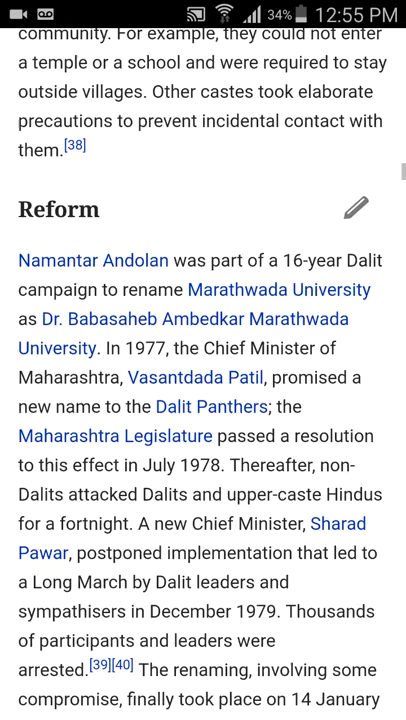 34% 12:55 PM
community. For example, they could not enter
a temple or a school and were required to stay
outside villages. Other castes took elaborate
precautions to prevent incidental contact with
them.[38]
Reform
Namantar Andolan was part of a 16-year Dalit
campaign to rename Marathwada University
as Dr. Babasaheb Ambedkar Marathwada
University. In 1977, the Chief Minister of
Maharashtra, Vasantdada Patil, promised a
new name to the Dalit Panthers; the
Maharashtra Legislature passed a resolution
to this effect in July 1978. Thereafter, non-
Dalits attacked Dalits and upper-caste Hindus
for a fortnight. A new Chief Minister, Sharad
Pawar, postponed implementation that led to
a Long March by Dalit leaders and
sympathisers in December 1979. Thousands
of participants and leaders were
arrested.[39][40] The renaming, involving some
compromise, finally took place on 14 January